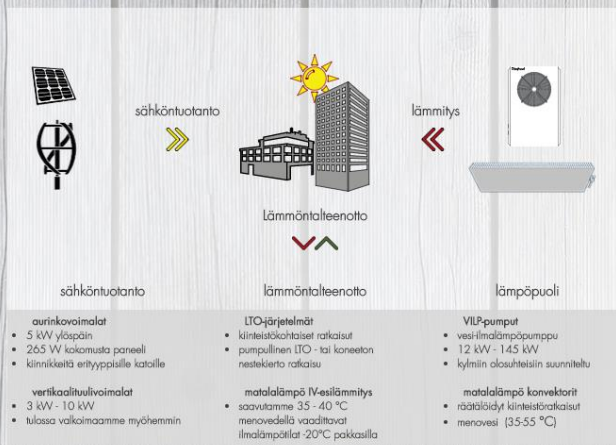 sähköntuotanto
lämmitys
Lämmöntalteenotto
sähköntuotanto
aurinkovoimalat
• 5 kW ylöspäin
• 265 W kokomusta paneeli
• kiinnikkeitä erityyppisille katoille
vertikaalituulivoimalat
• 3 kW - 10 kW
• tulossa valkoimaamme myöhemmin
lämmöntalteenotto
LTO-järjetelmät
• kiinteistökohtaiset ratkaisut
• pumpullinen LTO - tai koneeton
nestekierto ratkaisu
matalalämpö IV-esilämmitys
• saavutamme 35 - 40 °C
menovedellä vaadittavat
ilmalämpötilat -20°C pakkasilla
lämpöpuoli
VILP-pumput
• vesi-ilmalämpöpumppu
• 12 kW - 145 kW
• kylmiin olosuhteisiin suunniteltu
matalalämpö konvektorit
• räätälöidyt kiinteistöratkaisut
• menovesi (35-55 °C)